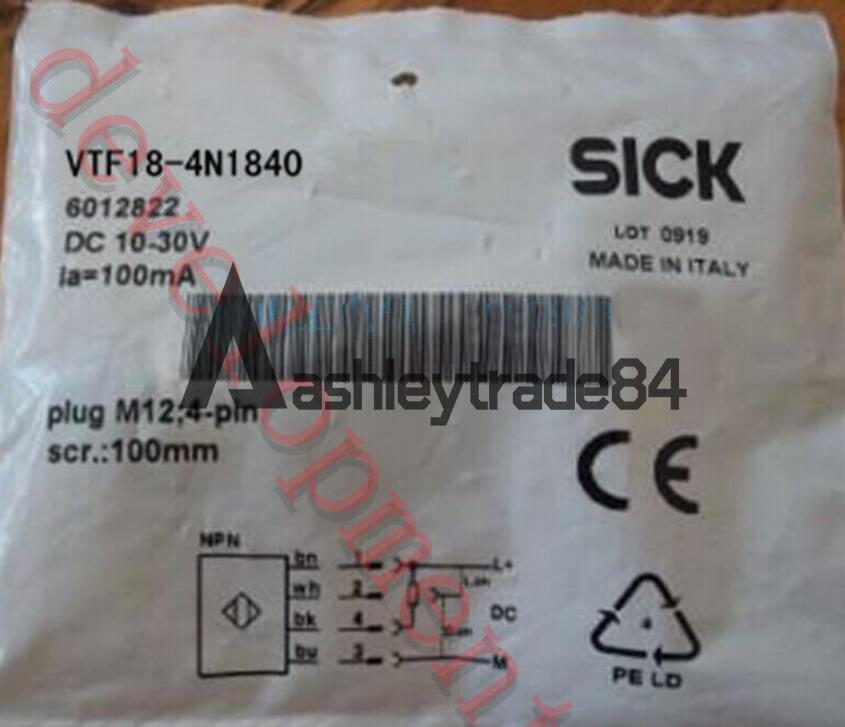 VTF18-4N1840
6012822
DC 10-30V
Ia=100mA
SICK
LOT 0919
MADE IN ITALY
ashleytrade84
development
plug M12;4-pin
scr.:100mm
CE
NPN
bn 1 L+
wh 2
bk 4 DC
bu 3 M
4
PE LD